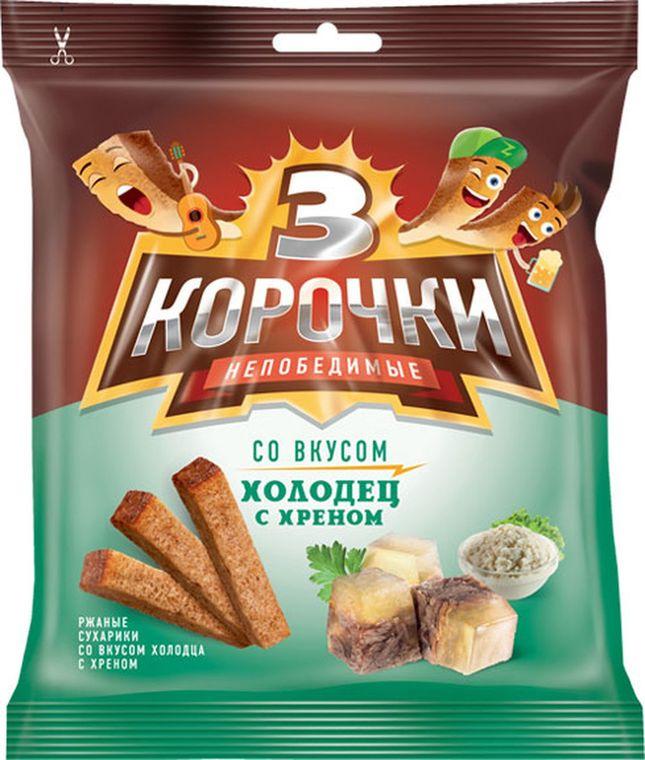 3
КОРОЧКИ
НЕПОБЕДИМЫЕ
СО ВКУСОМ
ХОЛОДЕЦ
С ХРЕНОМ
РЖАНЫЕ
СУХАРИКИ
СО ВКУСОМ ХОЛОДЦА
С ХРЕНОМ
Z